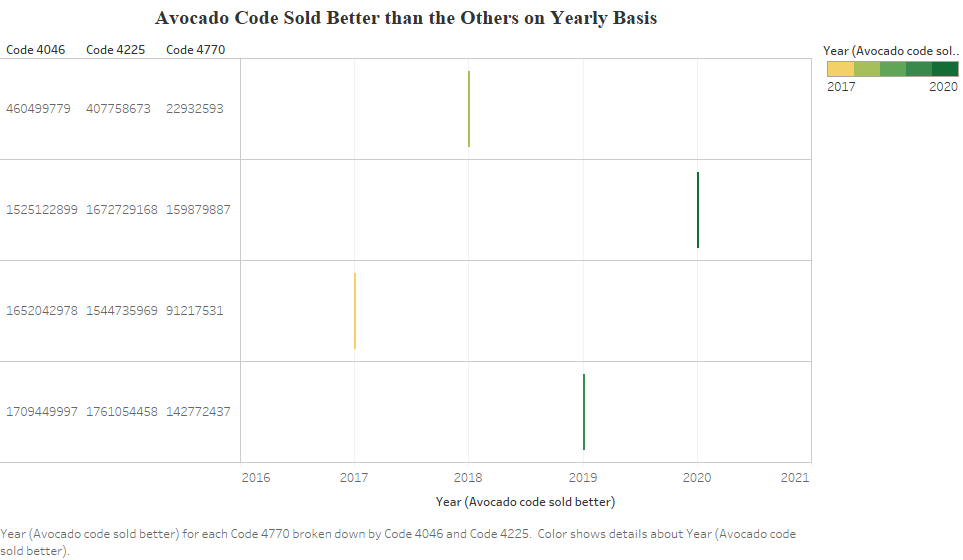 Avocado Code Sold Better than the Others on Yearly Basis
Code 4046 Code 4225 Code 4770
Year (Avocado code sol..
2017 2020
460499779 407758673 22932593
1525122899 1672729168 159879887
1652042978 1544735969 91217531
1709449997 1761054458 142772437
2016 2017 2018 2019 2020 2021
Year (Avocado code sold better)
Year (Avocado code sold better) for each Code 4770 broken down by Code 4046 and Code 4225. Color shows details about Year (Avocado code
sold better).